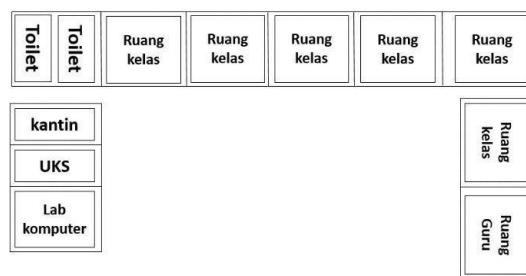 Toilet
Toilet
Ruang
kelas
Ruang
kelas
Ruang
kelas
Ruang
kelas
Ruang
kelas
kantin
UKS
Lab
komputer
Ruang
kelas
Ruang
Guru